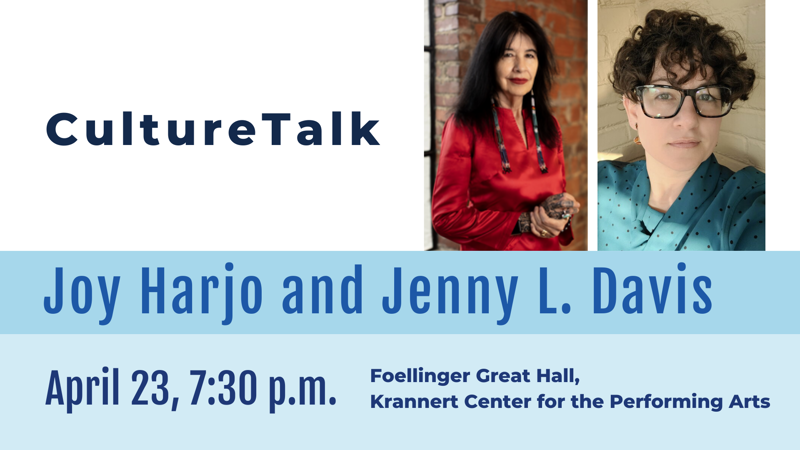 CultureTalk
Joy Harjo and Jenny L. Davis
April 23, 7:30 p.m.
Foellinger Great Hall,
Krannert Center for the Performing Arts